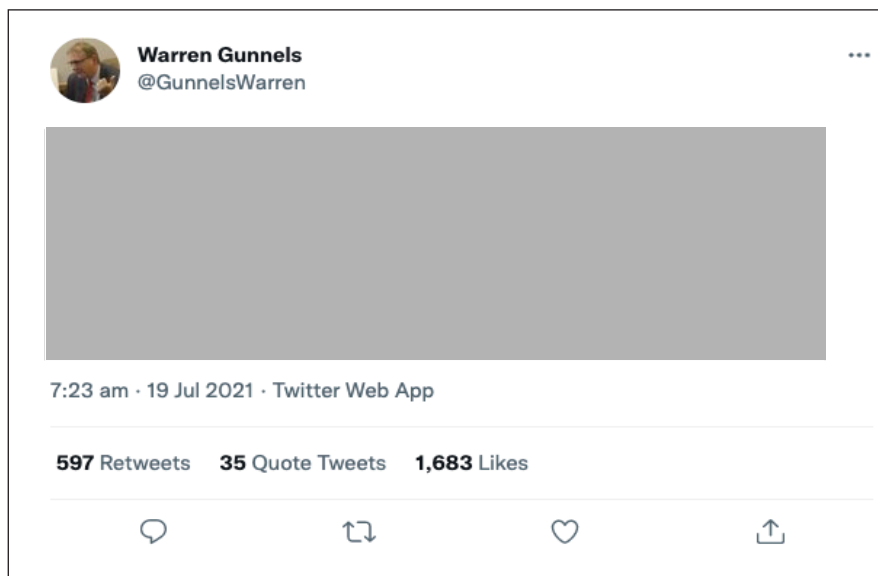 Warren Gunnels
@GunnelsWarren
7:23 am · 19 Jul 2021 · Twitter Web App
597 Retweets 35 Quote Tweets 1,683 Likes